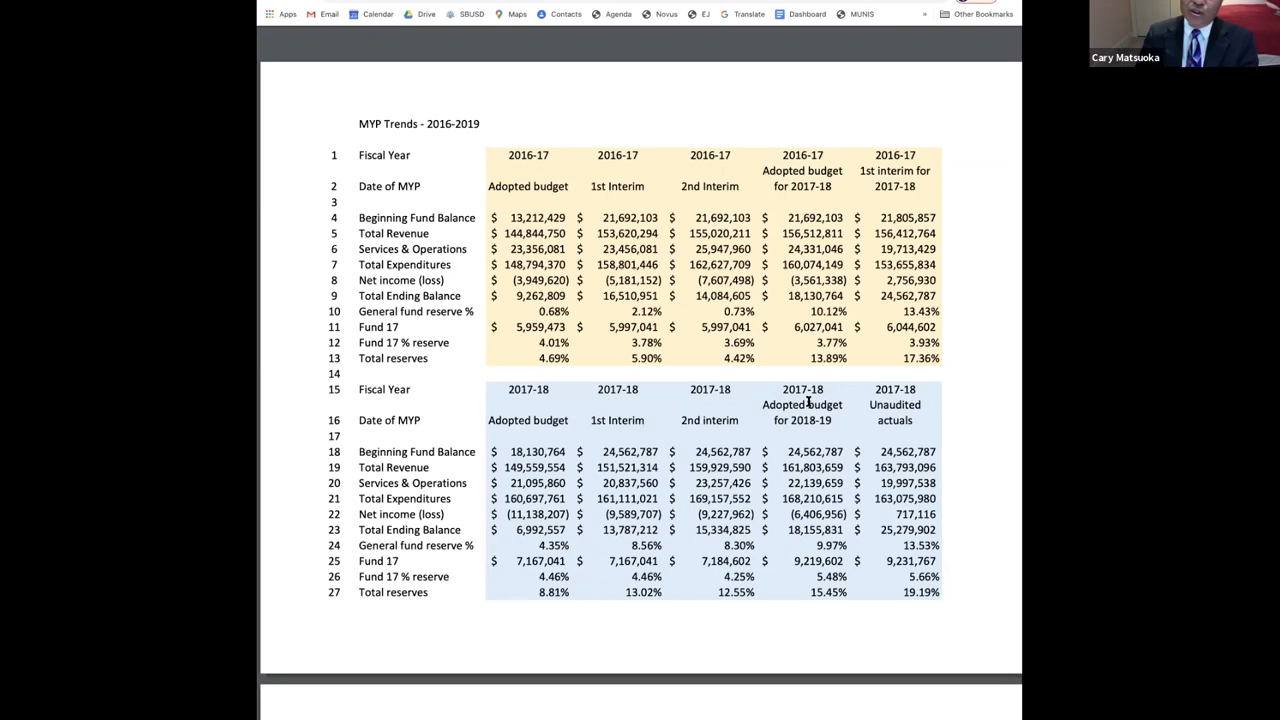 Apps Email Calendar Drive SBUSD Maps Contacts Agenda Novus EJ Translate Dashboard MUNIS » Other Bookmarks
Cary Matsuoka
MYP Trends - 2016-2019
1 Fiscal Year 2016-17 2016-17 2016-17 2016-17 2016-17
Adopted budget 1st interim for
2 Date of MYP Adopted budget 1st Interim 2nd Interim for 2017-18 2017-18
3
4 Beginning Fund Balance $ 13,212,429 $ 21,692,103 $ 21,692,103 $ 21,692,103 $ 21,805,857
5 Total Revenue $ 144,844,750 $ 153,620,294 $ 155,020,211 $ 156,512,811 $ 156,412,764
6 Services & Operations $ 23,356,081 $ 23,456,081 $ 25,947,960 $ 24,331,046 $ 19,713,429
7 Total Expenditures $ 148,794,370 $ 158,801,446 $ 162,627,709 $ 160,074,149 $ 153,655,834
8 Net income (loss) $ (3,949,620) $ (5,181,152) $ (7,607,498) $ (3,561,338) $ 2,756,930
9 Total Ending Balance $ 9,262,809 $ 16,510,951 $ 14,084,605 $ 18,130,764 $ 24,562,787
10 General fund reserve % 0.68% 2.12% 0.73% 10.12% 13.43%
11 Fund 17 $ 5,959,473 $ 5,997,041 $ 5,997,041 $ 6,027,041 $ 6,044,602
12 Fund 17 % reserve 4.01% 3.78% 3.69% 3.77% 3.93%
13 Total reserves 4.69% 5.90% 4.42% 13.89% 17.36%
14
15 Fiscal Year 2017-18 2017-18 2017-18 2017-18 2017-18
Adopted budget Unaudited
16 Date of MYP Adopted budget 1st Interim 2nd interim for 2018-19 actuals
17
18 Beginning Fund Balance $ 18,130,764 $ 24,562,787 $ 24,562,787 $ 24,562,787 $ 24,562,787
19 Total Revenue $ 149,559,554 $ 151,521,314 $ 159,929,590 $ 161,803,659 $ 163,793,096
20 Services & Operations $ 21,095,860 $ 20,837,560 $ 23,257,426 $ 22,139,659 $ 19,997,538
21 Total Expenditures $ 160,697,761 $ 161,111,021 $ 169,157,552 $ 168,210,615 $ 163,075,980
22 Net income (loss) $ (11,138,207) $ (9,589,707) $ (9,227,962) $ (6,406,956) $ 717,116
23 Total Ending Balance $ 6,992,557 $ 13,787,212 $ 15,334,825 $ 18,155,831 $ 25,279,902
24 General fund reserve % 4.35% 8.56% 8.30% 9.97% 13.53%
25 Fund 17 $ 7,167,041 $ 7,167,041 $ 7,184,602 $ 9,219,602 $ 9,231,767
26 Fund 17 % reserve 4.46% 4.46% 4.25% 5.48% 5.66%
27 Total reserves 8.81% 13.02% 12.55% 15.45% 19.19%